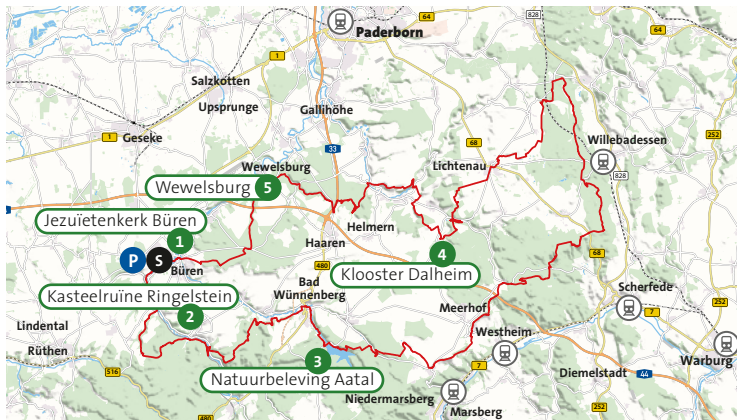 64
828
Paderborn
64
1
Salzkotten
Upsprunge
Gallihöhe
Geseke
1
33
68
252
Willebadessen
Lichtenau
828
Wewelsburg
Wewelsburg 5
Jezuïetenkerk Büren
1
Helmern
Haaren
4
Klooster Dalheim
P S
Büren
480
68
Bad
Wünnenberg
Kasteelruïne Ringelstein
2
Meerhof
Scherfede
252
7
Lindental
Rüthen
Westheim
3
7
Warburg
Natuurbeleving Aatal
516
Diemelstadt
44
Niedermarsberg
Marsberg
480